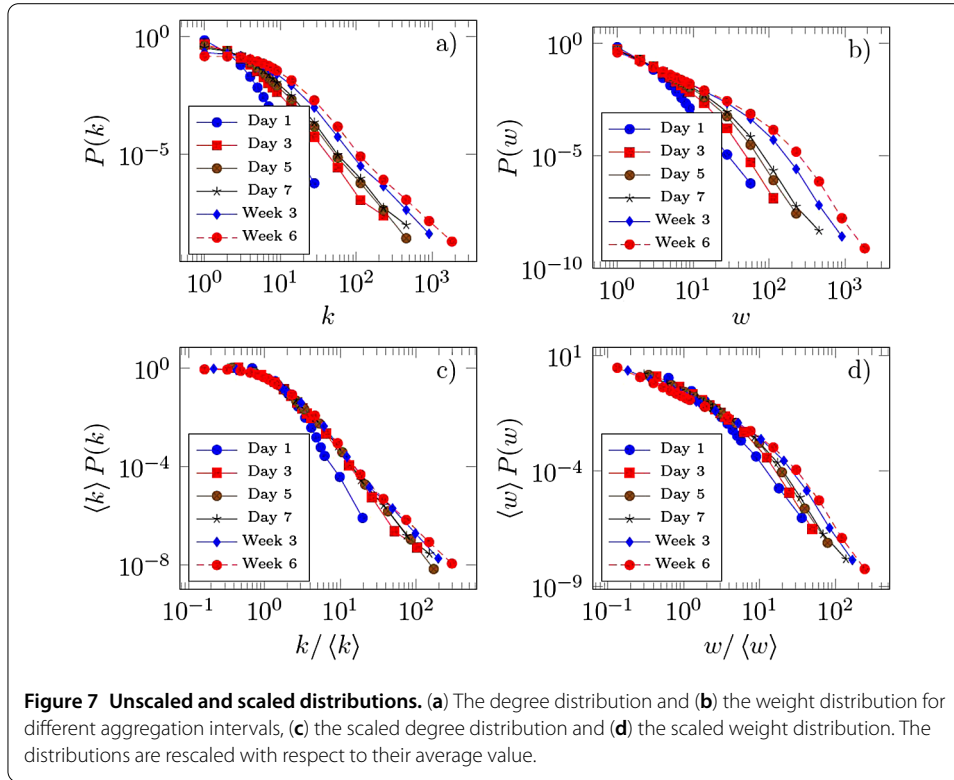 a)
10^0
10^-5
P(k)
Day 1
Day 3
Day 5
Day 7
Week 3
Week 6
10^0 10^1 10^2 10^3
k
b)
10^0
10^-5
10^-10
P(w)
Day 1
Day 3
Day 5
Day 7
Week 3
Week 6
10^0 10^1 10^2 10^3
w
c)
10^0
10^-4
10^-8
⟨k⟩ P(k)
Day 1
Day 3
Day 5
Day 7
Week 3
Week 6
10^-1 10^0 10^1 10^2
k/ ⟨k⟩
d)
10^1
10^-4
10^-9
⟨w⟩ P(w)
Day 1
Day 3
Day 5
Day 7
Week 3
Week 6
10^-1 10^0 10^1 10^2
w/ ⟨w⟩
Figure 7 Unscaled and scaled distributions. (a) The degree distribution and (b) the weight distribution for
different aggregation intervals, (c) the scaled degree distribution and (d) the scaled weight distribution. The
distributions are rescaled with respect to their average value.